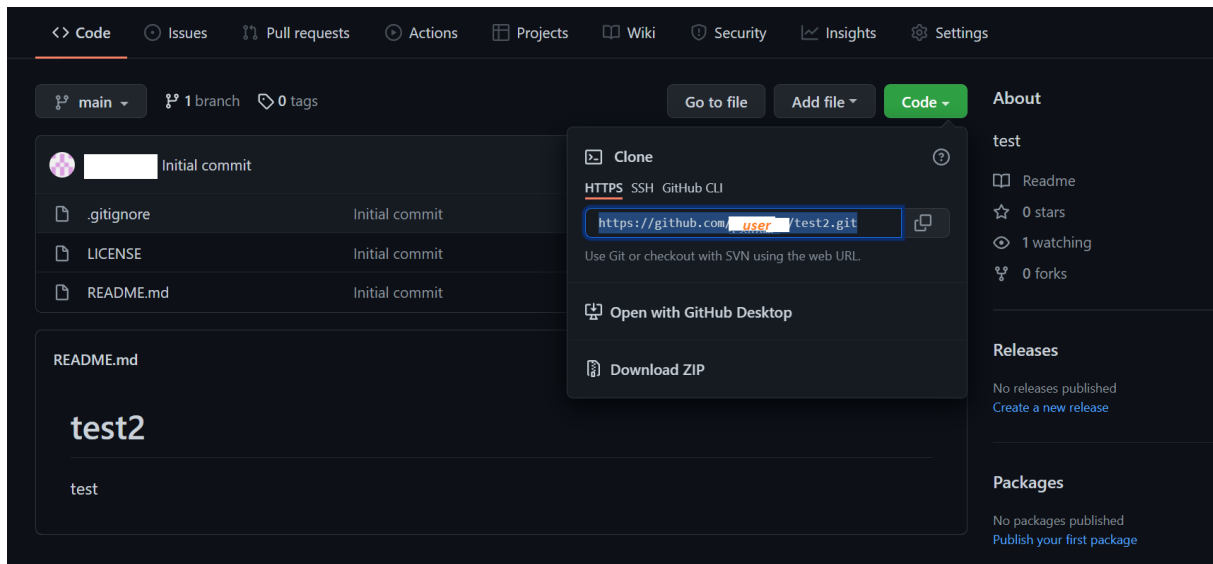 Code Issues Pull requests Actions Projects Wiki Security Insights Settings
main 1 branch 0 tags Go to file Add file Code
Initial commit
.gitignore Initial commit
LICENSE Initial commit
README.md Initial commit
Clone
HTTPS SSH GitHub CLI
https://github.com/user/test2.git
Use Git or checkout with SVN using the web URL.
Open with GitHub Desktop
Download ZIP
README.md
test2
test
About
test
Readme
0 stars
1 watching
0 forks
Releases
No releases published
Create a new release
Packages
No packages published
Publish your first package